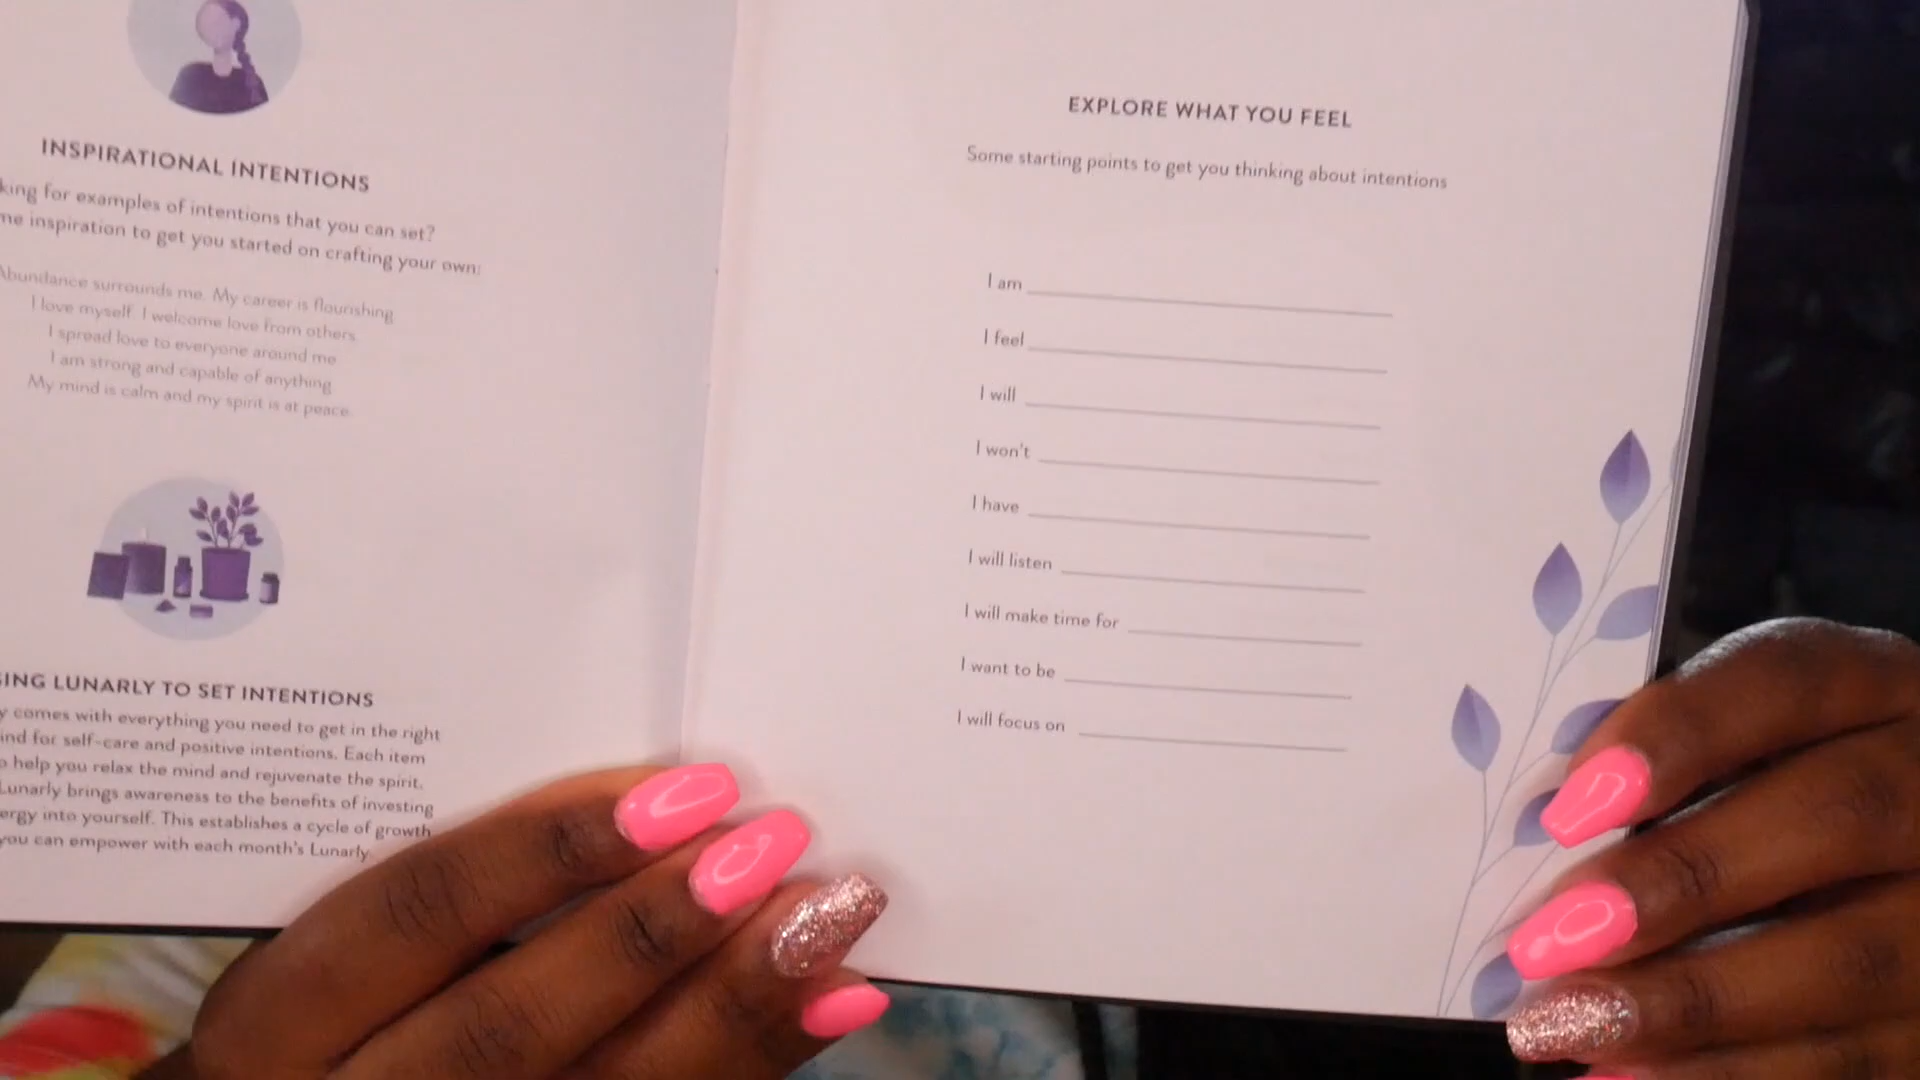 INSPIRATIONAL INTENTIONS
king for examples of intentions that you can set?
me inspiration to get you started on crafting your own:
Abundance surrounds me. My career is flourishing
I love myself. I welcome love from others
I spread love to everyone around me
I am strong and capable of anything
My mind is calm and my spirit is at peace.
ING LUNARLY TO SET INTENTIONS
y comes with everything you need to get in the right
ind for self-care and positive intentions. Each item
o help you relax the mind and rejuvenate the spirit.
Lunarly brings awareness to the benefits of investing
ergy into yourself. This establishes a cycle of growth
you can empower with each month's Lunarly.
EXPLORE WHAT YOU FEEL
Some starting points to get you thinking about intentions
I am
I feel
I will
I won't
I have
I will listen
I will make time for
I want to be
I will focus on